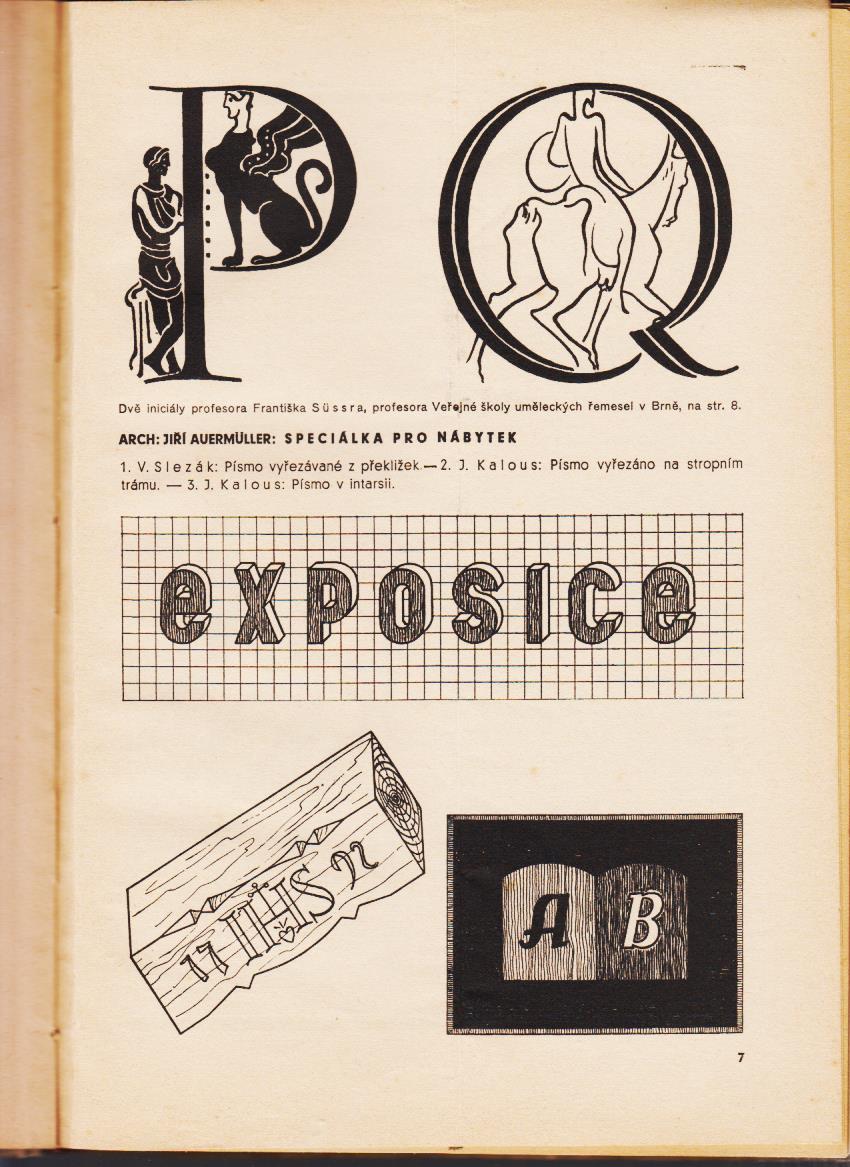 P Q
Dvě iniciály profesora Františka Süssra, profesora Veřejné školy uměleckých řemesel v Brně, na str. 8.
ARCH: JIŘÍ AUERMÜLLER: SPECIÁLKA PRO NÁBYTEK
1. V. Slezák: Písmo vyřezávané z překližek. — 2. J. Kalous: Písmo vyřezáno na stropním
trámu. — 3. J. Kalous: Písmo v intarsii.
eXPOSICe
17 IHS 92
A B
7